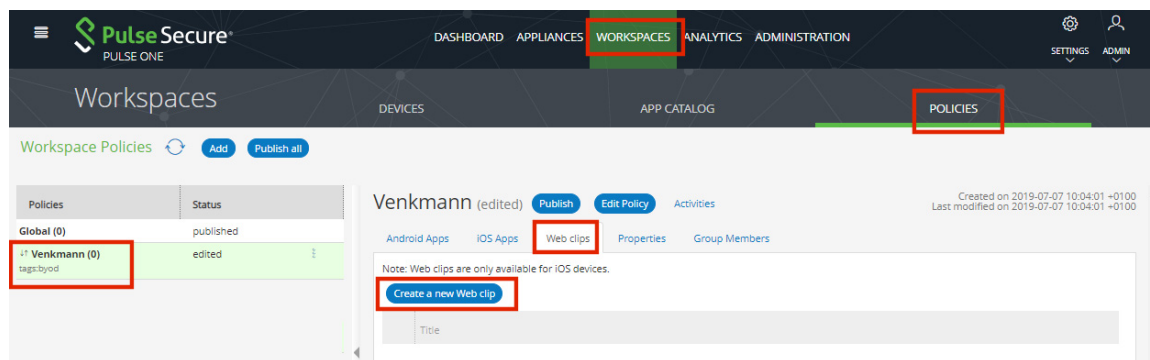 Pulse Secure®
PULSE ONE
DASHBOARD APPLIANCES WORKSPACES ANALYTICS ADMINISTRATION
SETTINGS ADMIN
Workspaces
DEVICES APP CATALOG POLICIES
Workspace Policies Add Publish all
Policies Status
Global (0) published
Venkmann (0) edited
tags:byod
Venkmann (edited) Publish Edit Policy Activities
Created on 2019-07-07 10:04:01 +0100
Last modified on 2019-07-07 10:04:01 +0100
Android Apps iOS Apps Web clips Properties Group Members
Note: Web clips are only available for iOS devices.
Create a new Web clip
Title